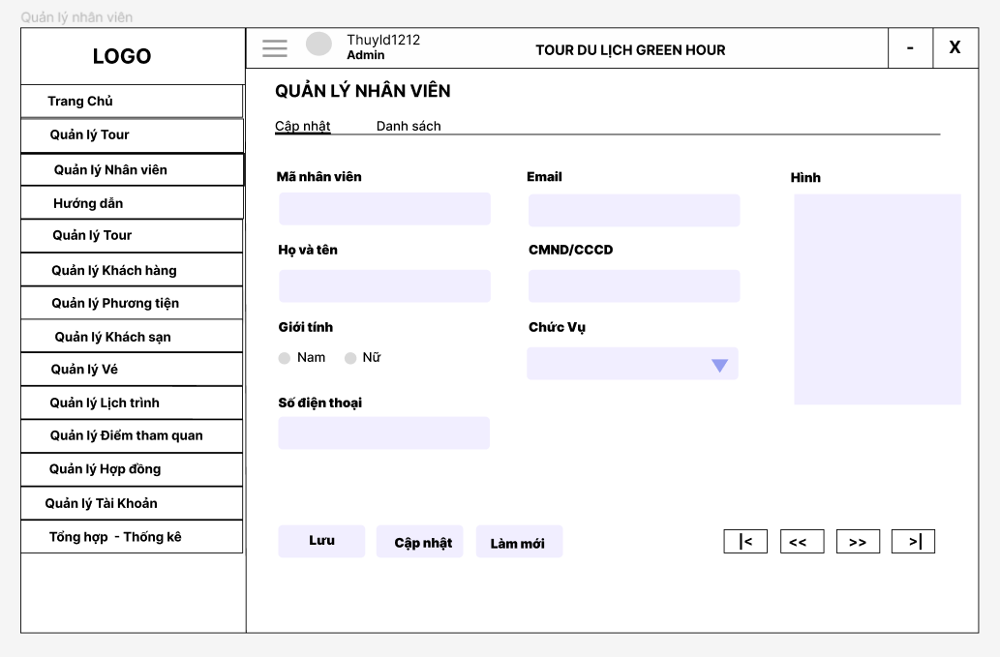 Quản lý nhân viên
LOGO
Thuyld1212
Admin
TOUR DU LỊCH GREEN HOUR
-
X
Trang Chủ
Quản lý Tour
Quản lý Nhân viên
Hướng dẫn
Quản lý Tour
Quản lý Khách hàng
Quản lý Phương tiện
Quản lý Khách sạn
Quản lý Vé
Quản lý Lịch trình
Quản lý Điểm tham quan
Quản lý Hợp đồng
Quản lý Tài Khoản
Tổng hợp - Thống kê
QUẢN LÝ NHÂN VIÊN
Cập nhật
Danh sách
Mã nhân viên
Email
Hình
Họ và tên
CMND/CCCD
Giới tính
Chức Vụ
Nam
Nữ
Số điện thoại
Lưu
Cập nhật
Làm mới
|<
<<
>>
>|